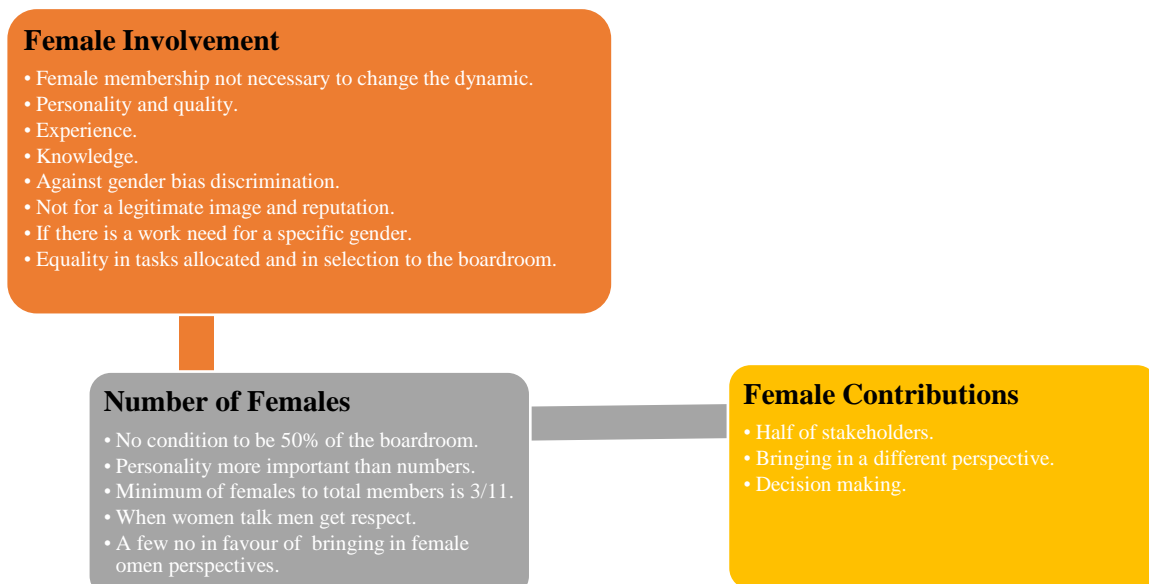 Female Involvement
• Female membership not necessary to change the dynamic.
• Personality and quality.
• Experience.
• Knowledge.
• Against gender bias discrimination.
• Not for a legitimate image and reputation.
• If there is a work need for a specific gender.
• Equality in tasks allocated and in selection to the boardroom.
Number of Females
• No condition to be 50% of the boardroom.
• Personality more important than numbers.
• Minimum of females to total members is 3/11.
• When women talk men get respect.
• A few no in favour of bringing in female
omen perspectives.
Female Contributions
• Half of stakeholders.
• Bringing in a different perspective.
• Decision making.